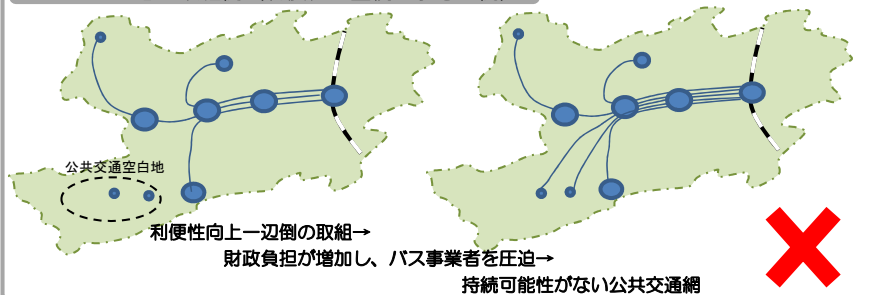 公共交通空白地
利便性向上一辺倒の取組→
財政負担が増加し、バス事業者を圧迫→
持続可能性がない公共交通網